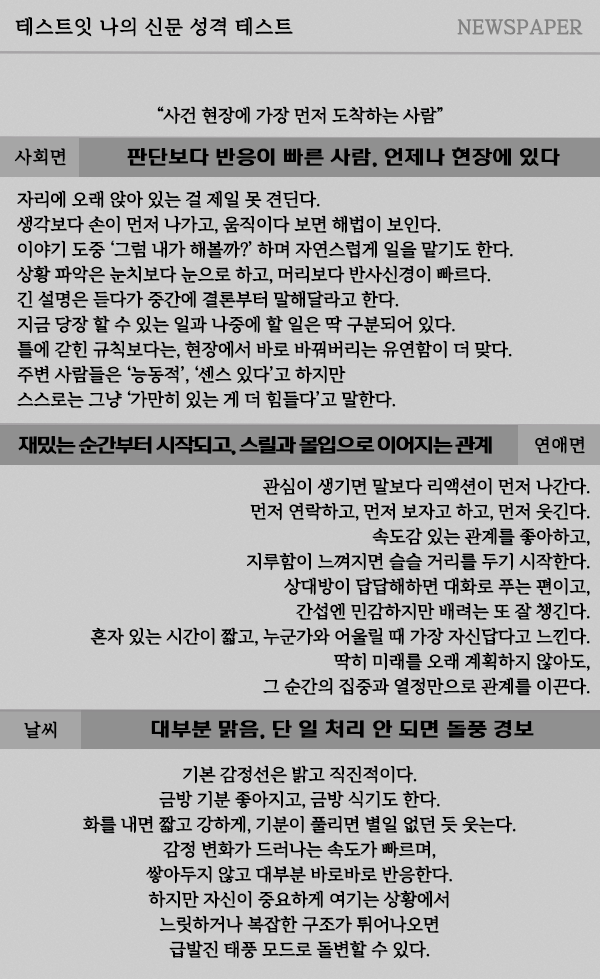 테스트잇 나의 신문 성격 테스트
NEWSPAPER
“사건 현장에 가장 먼저 도착하는 사람”
사회면
판단보다 반응이 빠른 사람, 언제나 현장에 있다
자리에 오래 앉아 있는 걸 제일 못 견딘다.
생각보다 손이 먼저 나가고, 움직이다 보면 해법이 보인다.
이야기 도중 ‘그럼 내가 해볼까?’ 하며 자연스럽게 일을 맡기도 한다.
상황 파악은 눈치보다 눈으로 하고, 머리보다 반사신경이 빠르다.
긴 설명은 듣다가 중간에 결론부터 말해달라고 한다.
지금 당장 할 수 있는 일과 나중에 할 일은 딱 구분되어 있다.
틀에 갇힌 규칙보다는, 현장에서 바로 바꿔버리는 유연함이 더 맞다.
주변 사람들은 ‘능동적’, ‘센스 있다’고 하지만
스스로는 그냥 ‘가만히 있는 게 더 힘들다’고 말한다.
재밌는 순간부터 시작되고, 스릴과 몰입으로 이어지는 관계
연애면
관심이 생기면 말보다 리액션이 먼저 나간다.
먼저 연락하고, 먼저 보자고 하고, 먼저 웃긴다.
속도감 있는 관계를 좋아하고,
지루함이 느껴지면 슬슬 거리를 두기 시작한다.
상대방이 답답해하면 대화로 푸는 편이고,
간섭엔 민감하지만 배려는 또 잘 챙긴다.
혼자 있는 시간이 짧고, 누군가와 어울릴 때 가장 자신답다고 느낀다.
딱히 미래를 오래 계획하지 않아도,
그 순간의 집중과 열정만으로 관계를 이끈다.
날씨
대부분 맑음, 단 일 처리 안 되면 돌풍 경보
기본 감정선은 밝고 직진적이다.
금방 기분 좋아지고, 금방 식기도 한다.
화를 내면 짧고 강하게, 기분이 풀리면 별일 없던 듯 웃는다.
감정 변화가 드러나는 속도가 빠르며,
쌓아두지 않고 대부분 바로바로 반응한다.
하지만 자신이 중요하게 여기는 상황에서
느릿하거나 복잡한 구조가 튀어나오면
급발진 태풍 모드로 돌변할 수 있다.